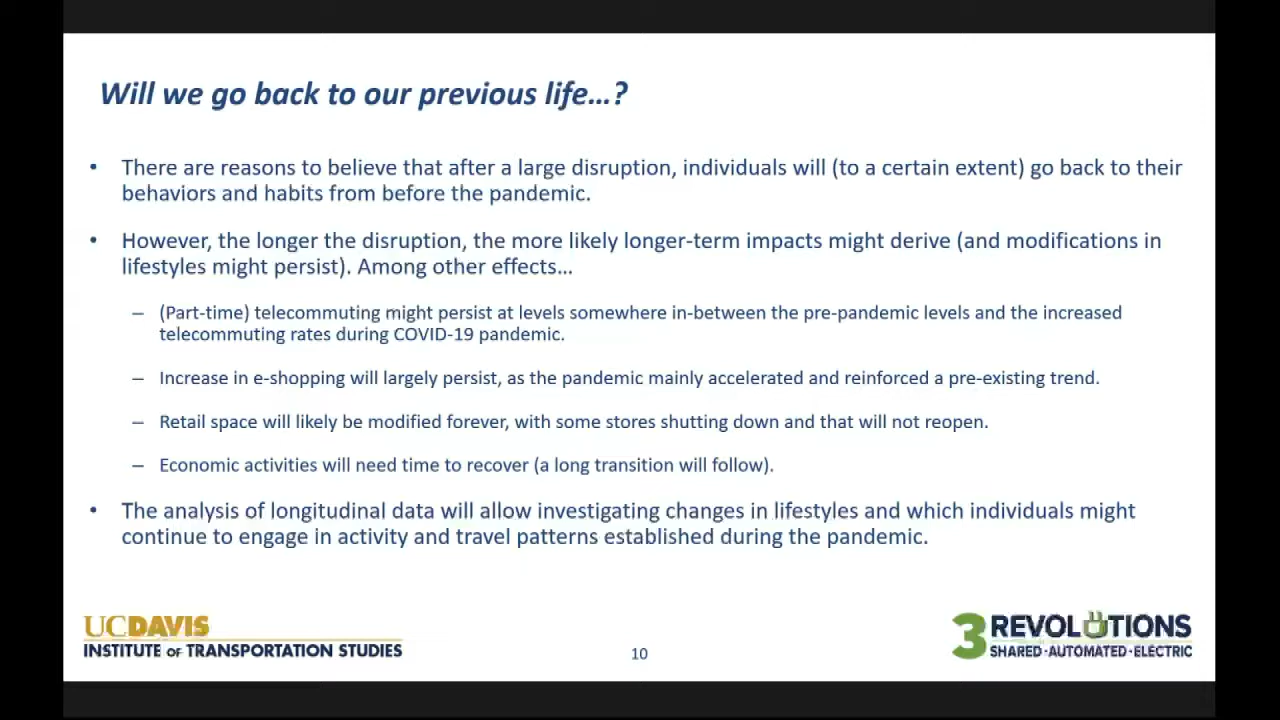 Will we go back to our previous life…?
• There are reasons to believe that after a large disruption, individuals will (to a certain extent) go back to their
behaviors and habits from before the pandemic.
• However, the longer the disruption, the more likely longer-term impacts might derive (and modifications in
lifestyles might persist). Among other effects…
– (Part-time) telecommuting might persist at levels somewhere in-between the pre-pandemic levels and the increased
telecommuting rates during COVID-19 pandemic.
– Increase in e-shopping will largely persist, as the pandemic mainly accelerated and reinforced a pre-existing trend.
– Retail space will likely be modified forever, with some stores shutting down and that will not reopen.
– Economic activities will need time to recover (a long transition will follow).
• The analysis of longitudinal data will allow investigating changes in lifestyles and which individuals might
continue to engage in activity and travel patterns established during the pandemic.
UCDAVIS
INSTITUTE OF TRANSPORTATION STUDIES
10
3 REVOLUTIONS
SHARED·AUTOMATED·ELECTRIC